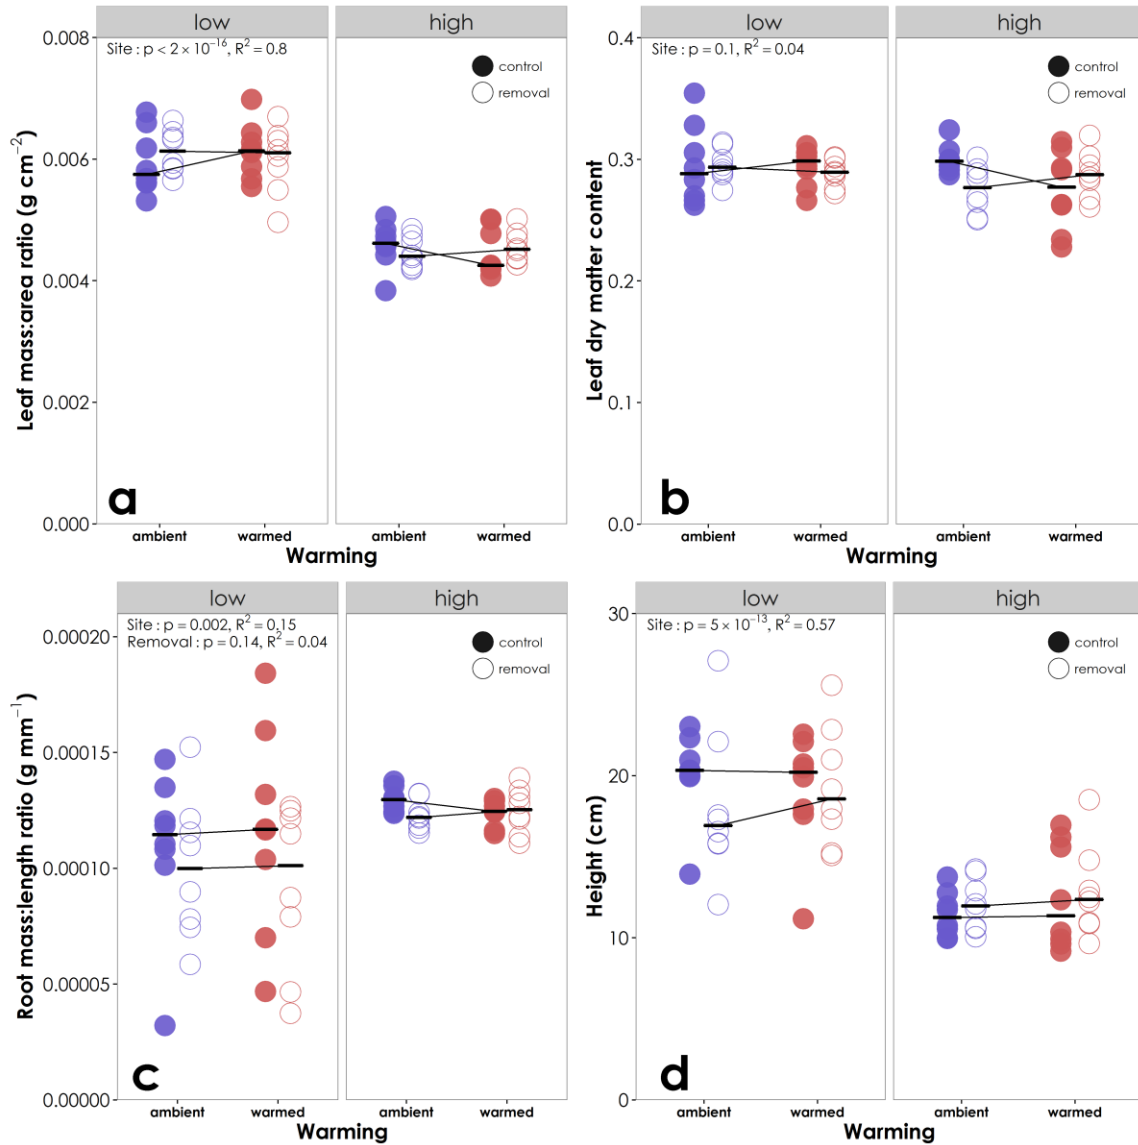 low
high
Site : p < 2 × 10⁻¹⁶, R² = 0.8
control
removal
0.008
0.006
0.004
0.002
0.000
Leaf mass:area ratio (g cm⁻²)
a
ambient
warmed
ambient
warmed
Warming
low
high
Site : p = 0.1, R² = 0.04
control
removal
0.4
0.3
0.2
0.1
0.0
Leaf dry matter content
b
ambient
warmed
ambient
warmed
Warming
low
high
Site : p = 0.002, R² = 0.15
Removal : p = 0.14, R² = 0.04
control
removal
0.00020
0.00015
0.00010
0.00005
0.00000
Root mass:length ratio (g mm⁻¹)
c
ambient
warmed
ambient
warmed
Warming
low
high
Site : p = 5 × 10⁻¹³, R² = 0.57
control
removal
30
20
10
0
Height (cm)
d
ambient
warmed
ambient
warmed
Warming